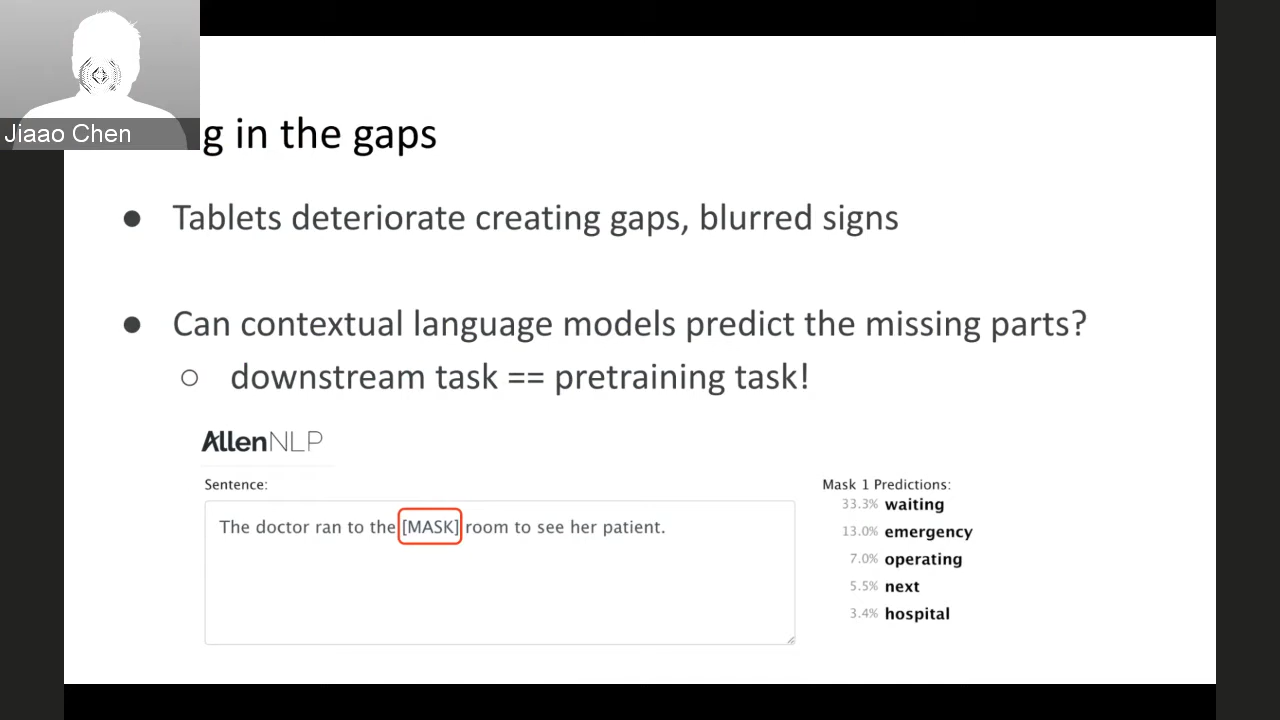 Jiaao Chen
g in the gaps
● Tablets deteriorate creating gaps, blurred signs
● Can contextual language models predict the missing parts?
○ downstream task == pretraining task!
AllenNLP
Sentence:
The doctor ran to the [MASK] room to see her patient.
Mask 1 Predictions:
33.3% waiting
13.0% emergency
7.0% operating
5.5% next
3.4% hospital